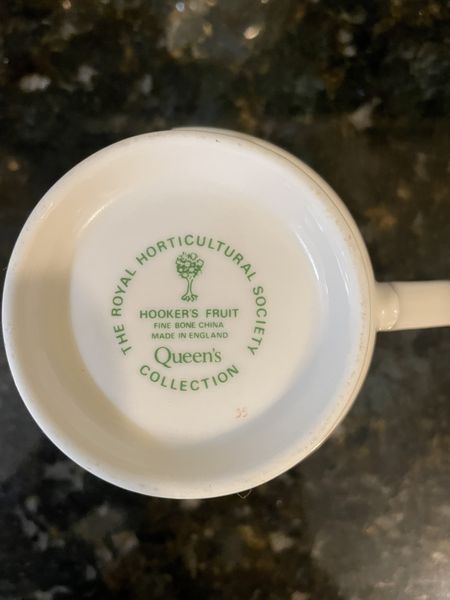 THE ROYAL HORTICULTURAL SOCIETY
HOOKER'S FRUIT
FINE BONE CHINA
MADE IN ENGLAND
Queen's
COLLECTION
35